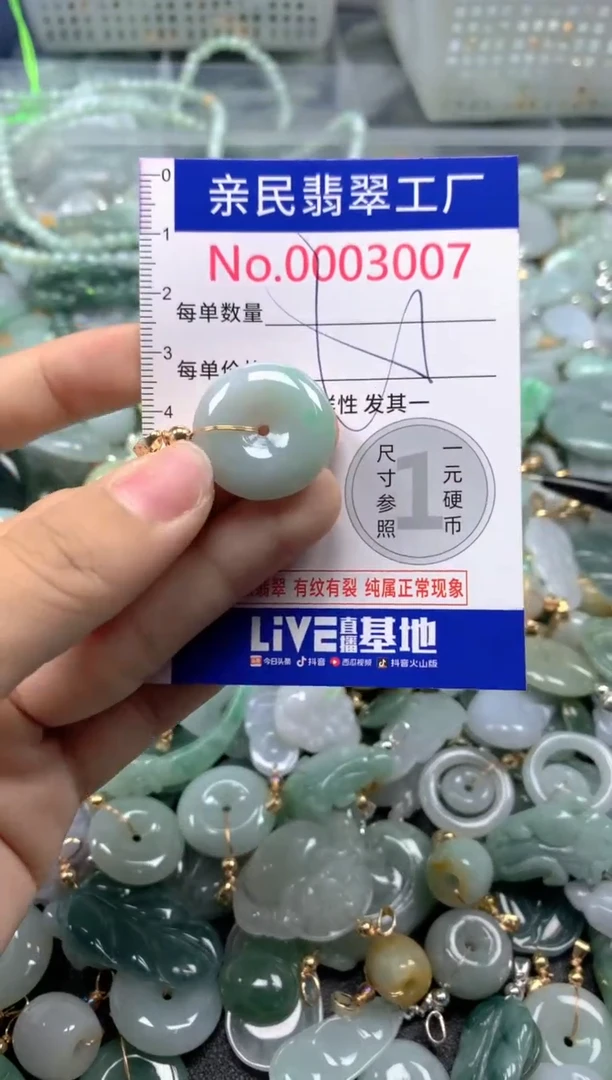 0
亲民翡翠工厂
1
No.0003007
2
每单数量
3
每单价
性 发其一
4
尺寸参照
1
一元硬币
翡翠 有纹有裂 纯属正常现象
LiVE直播基地
今日头条 抖音 西瓜视频 抖音火山版